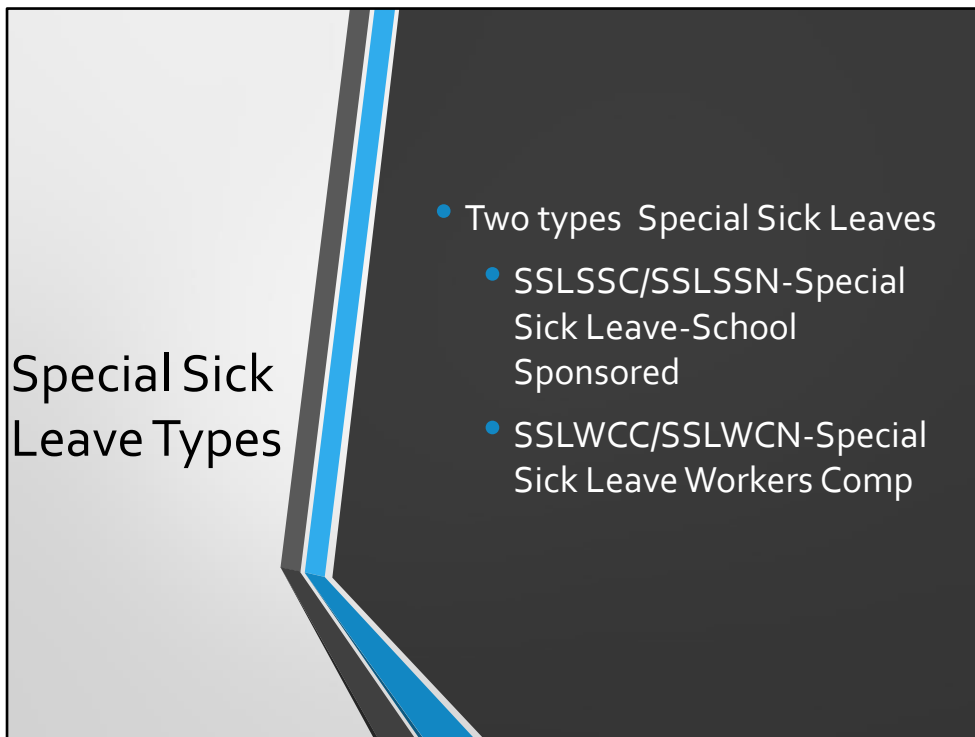 Special Sick
Leave Types
• Two types  Special Sick Leaves
• SSLSSC/SSLSSN-Special
Sick Leave-School
Sponsored
• SSLWCC/SSLWCN-Special
Sick Leave Workers Comp